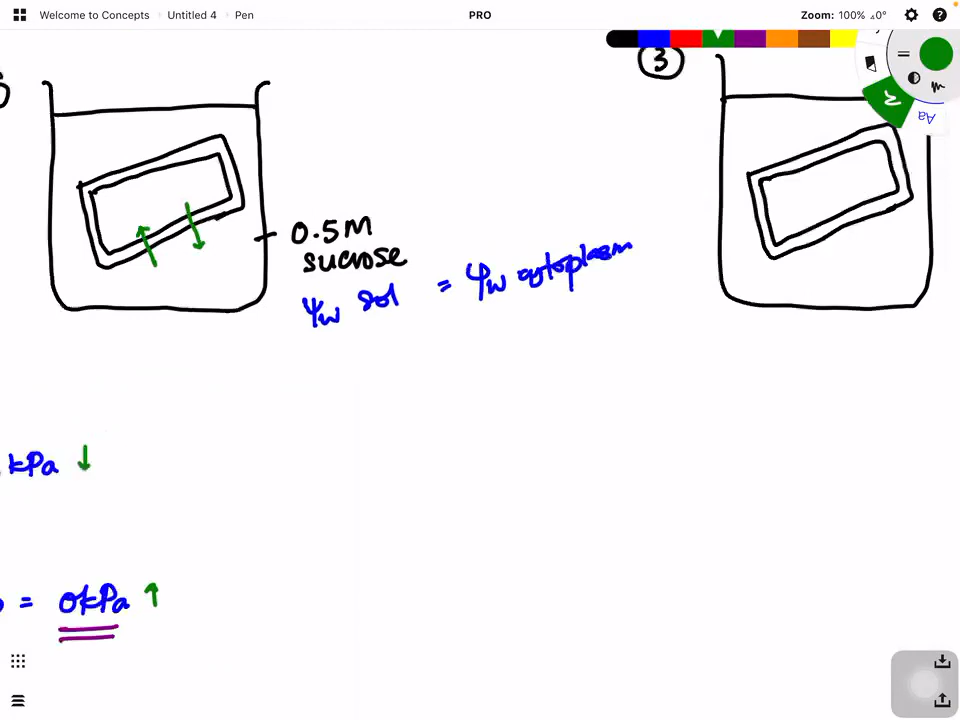 Welcome to Concepts
Untitled 4
Pen
PRO
Zoom: 100% ⊿0°
3
Aa
0.5M
sucrose
Ψw sol = Ψw cytoplasm
kPa ↓
= 0kPa ↑